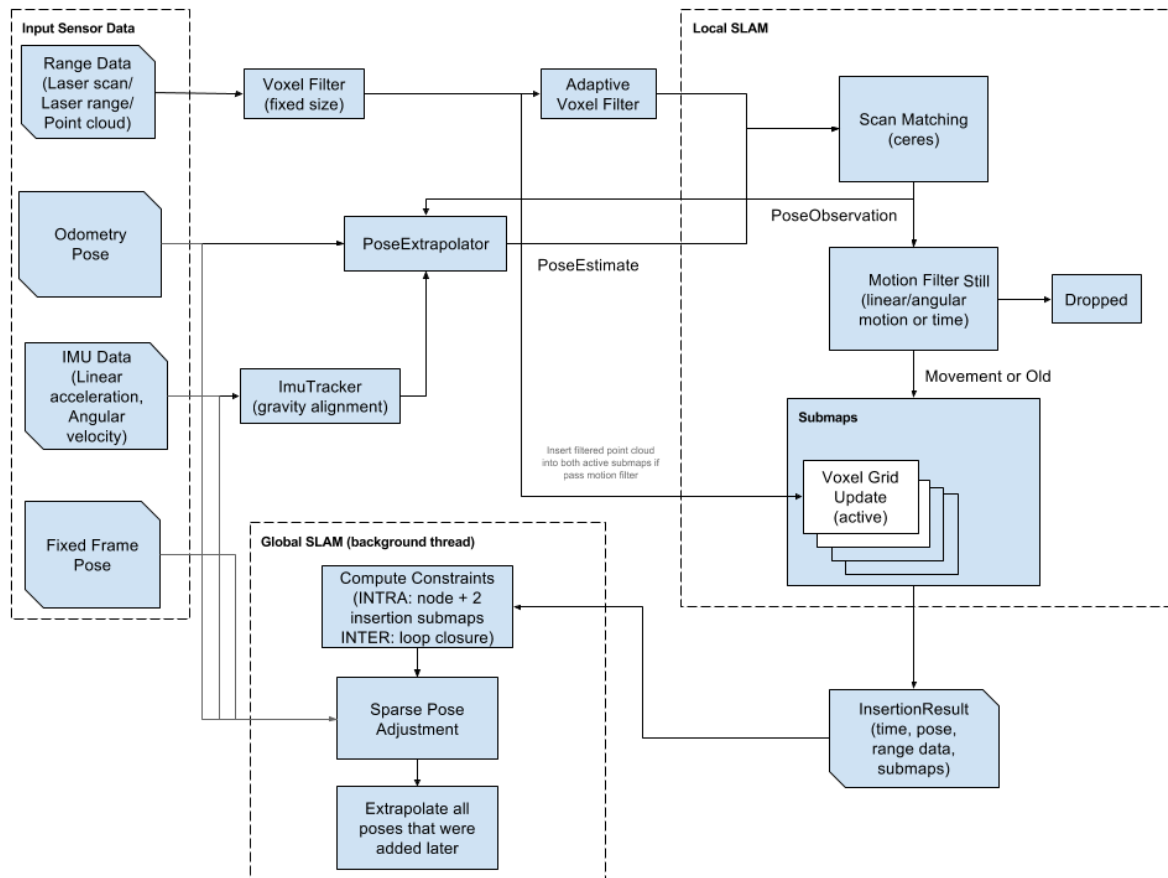 Input Sensor Data
Range Data
(Laser scan/
Laser range/
Point cloud)
Voxel Filter
(fixed size)
Adaptive
Voxel Filter
Local SLAM
Scan Matching
(ceres)
PoseObservation
Odometry
Pose
PoseExtrapolator
PoseEstimate
Motion Filter
(linear/angular
motion or time)
Still
Dropped
Movement or Old
IMU Data
(Linear
acceleration,
Angular
velocity)
ImuTracker
(gravity alignment)
Insert filtered point cloud
into both active submaps if
pass motion filter
Submaps
Voxel Grid
Update
(active)
Fixed Frame
Pose
Global SLAM (background thread)
Compute Constraints
(INTRA: node + 2
insertion submaps
INTER: loop closure)
Sparse Pose
Adjustment
Extrapolate all
poses that were
added later
InsertionResult
(time, pose,
range data,
submaps)